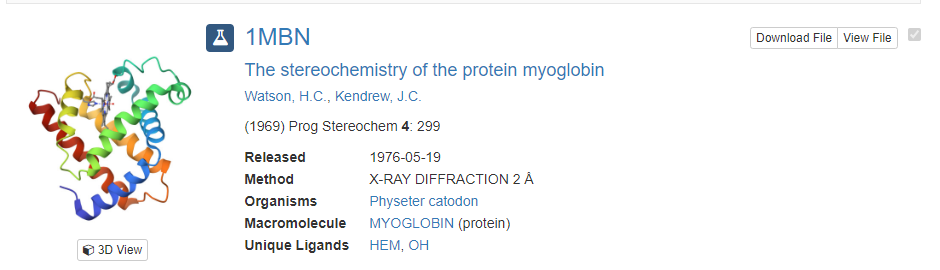 1MBN
Download File View File
The stereochemistry of the protein myoglobin
Watson, H.C., Kendrew, J.C.
(1969) Prog Stereochem 4: 299
Released 1976-05-19
Method X-RAY DIFFRACTION 2 Å
Organisms Physeter catodon
Macromolecule MYOGLOBIN (protein)
Unique Ligands HEM, OH
3D View